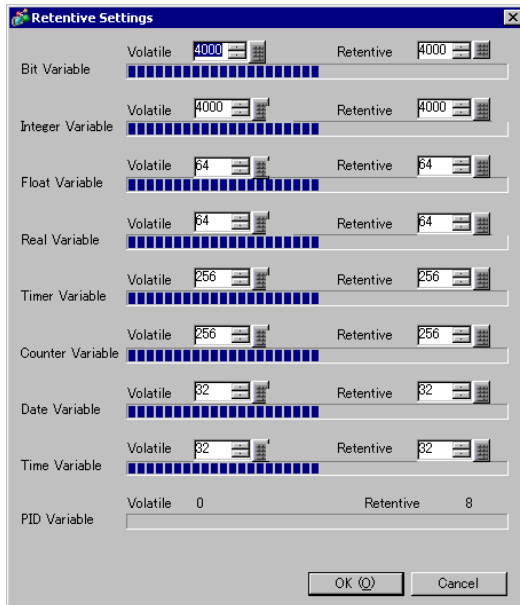 Retentive Settings
Volatile 4000 Retentive 4000
Bit Variable
Volatile 4000 Retentive 4000
Integer Variable
Volatile 64 Retentive 64
Float Variable
Volatile 64 Retentive 64
Real Variable
Volatile 256 Retentive 256
Timer Variable
Volatile 256 Retentive 256
Counter Variable
Volatile 32 Retentive 32
Date Variable
Volatile 32 Retentive 32
Time Variable
Volatile 0 Retentive 8
PID Variable
OK (O) Cancel